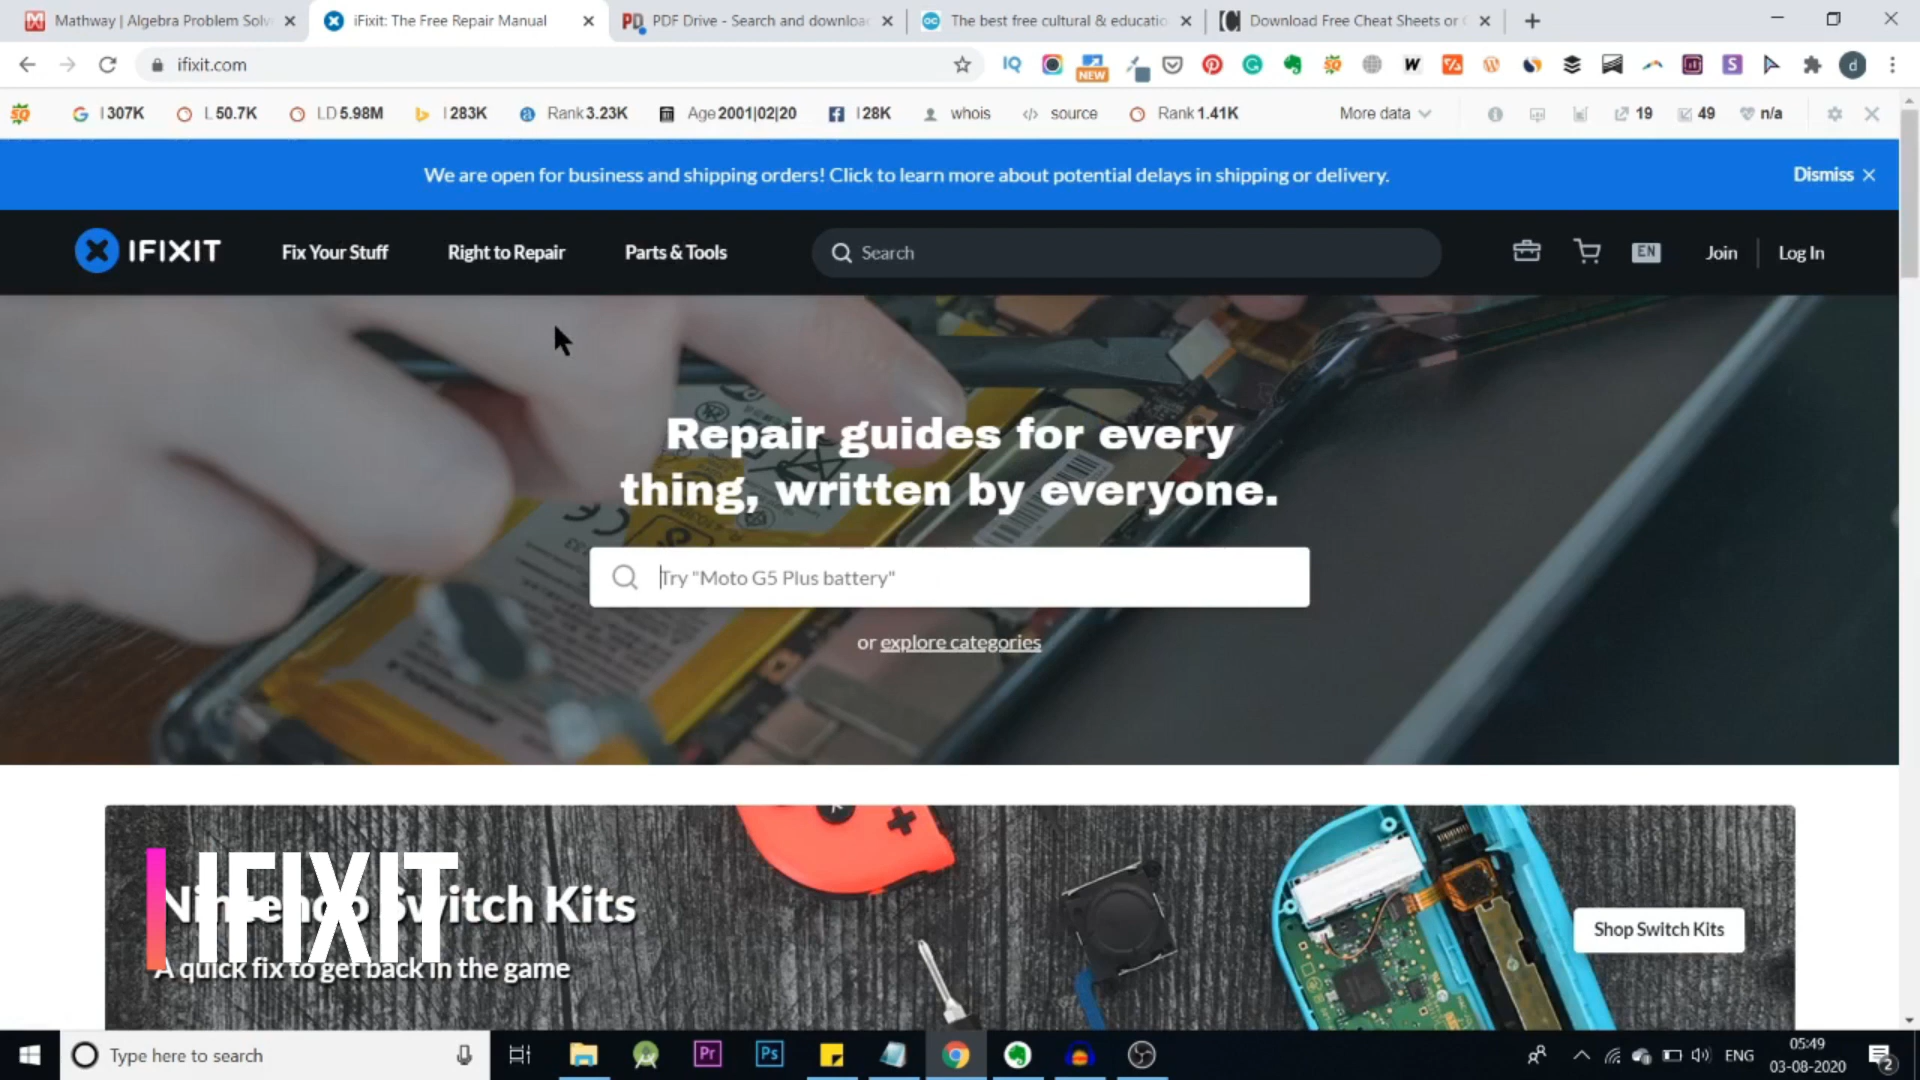 Mathway | Algebra Problem Solv
iFixit: The Free Repair Manual
PDF Drive - Search and downloa
The best free cultural & educatio
Download Free Cheat Sheets or
ifixit.com
IQ
NEW
W
S
d
I 307K
L 50.7K
LD 5.98M
I 283K
Rank 3.23K
Age 2001|02|20
I 28K
whois
source
Rank 1.41K
More data
19
49
n/a
We are open for business and shipping orders! Click to learn more about potential delays in shipping or delivery.
Dismiss
IFIXIT
Fix Your Stuff
Right to Repair
Parts & Tools
Search
EN
Join
Log In
Repair guides for every
thing, written by everyone.
Try "Moto G5 Plus battery"
or explore categories
Nintendo Switch Kits
IFIXIT
A quick fix to get back in the game
Shop Switch Kits
Type here to search
Pr
Ps
ENG
05:49
03-08-2020
2